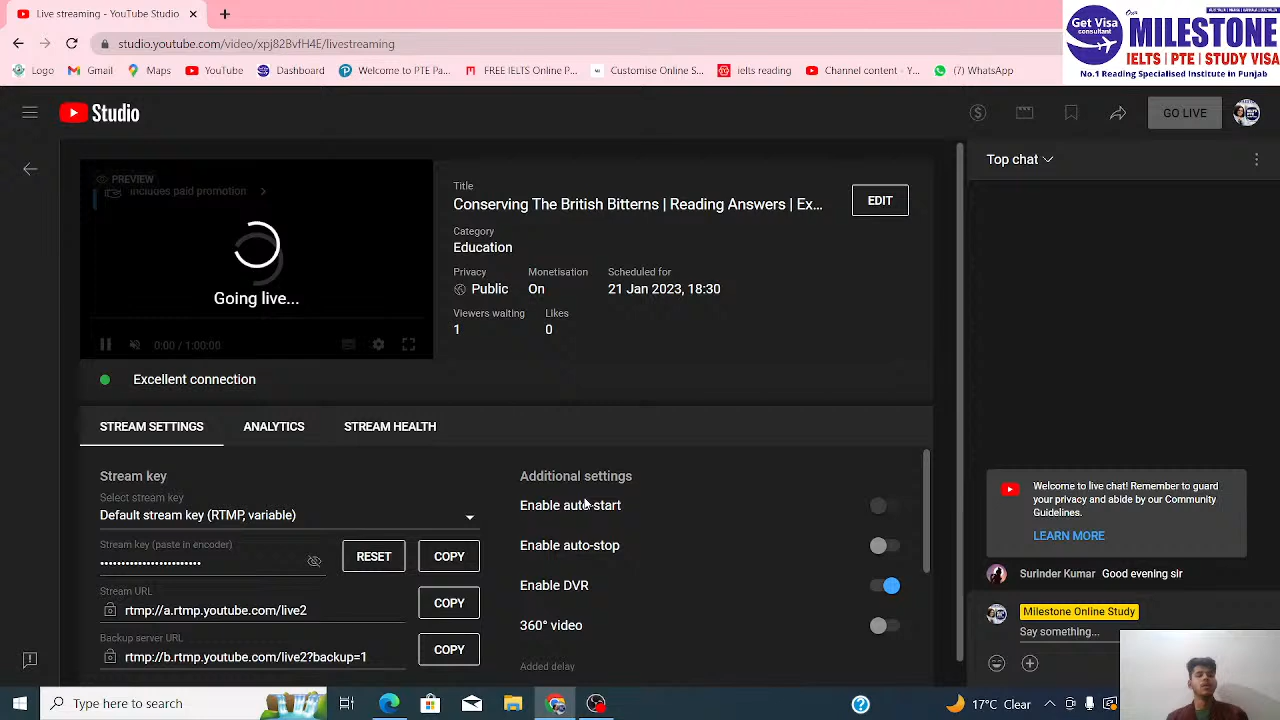 Live streaming - YouTube Studio
studio.youtube.com/video/xpj828vfH4E/livestreaming
Logo Gmail Maps YouTube Dashboard Welcome to PTE R... FREE IELTS Online P... Customise Online S... ielts reading Channel content - Y... (7) WhatsApp
Get Visa
consultant
Our
MILESTONE
IELTS | PTE | STUDY VISA
No.1 Reading Specialised Institute in Punjab
Studio
GO LIVE
PREVIEW
Includes paid promotion
Going live...
0:00 / 1:00:00
Title
Conserving The British Bitterns | Reading Answers | Ex...
EDIT
Category
Education
Privacy Monetisation Scheduled for
Public On 21 Jan 2023, 18:30
Viewers waiting Likes
1 0
Excellent connection
Top chat
STREAM SETTINGS ANALYTICS STREAM HEALTH
Stream key
Select stream key
Default stream key (RTMP, variable)
Stream key (paste in encoder)
RESET COPY
Stream URL
rtmp://a.rtmp.youtube.com/live2
COPY
Backup server URL
rtmp://b.rtmp.youtube.com/live2?backup=1
COPY
Additional settings
Enable auto-start
Enable auto-stop
Enable DVR
360° video
Added delay
Welcome to live chat! Remember to guard
your privacy and abide by our Community
Guidelines.
LEARN MORE
Surinder Kumar Good evening sir
Milestone Online Study
Say something...
Type here to search
17°C Clear